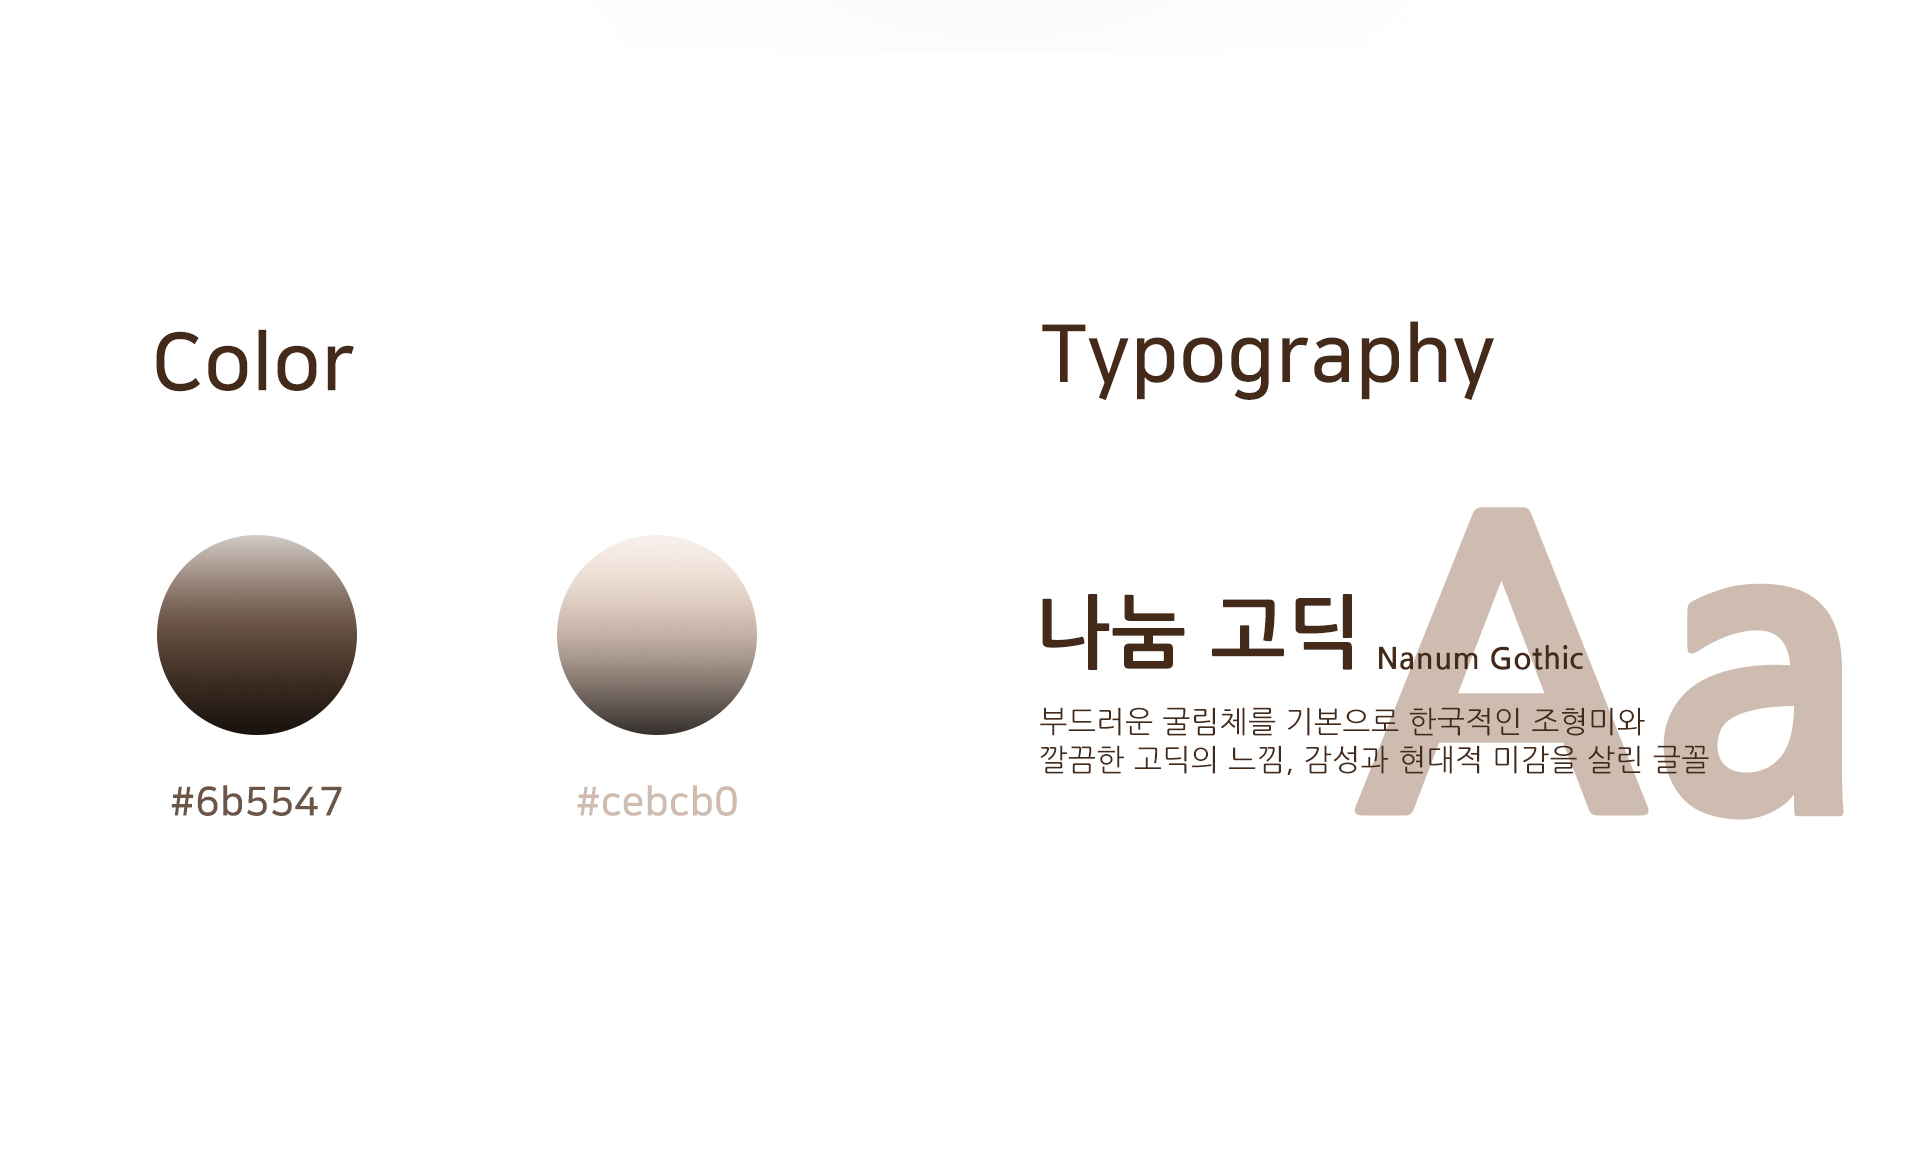 Color
#6b5547
#cebcb0
Typography
Aa
나눔 고딕 Nanum Gothic
부드러운 굴림체를 기본으로 한국적인 조형미와
깔끔한 고딕의 느낌, 감성과 현대적 미감을 살린 글꼴